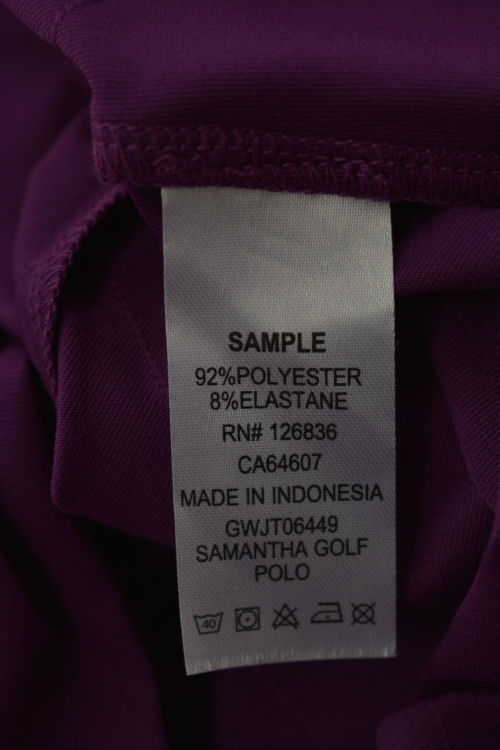 SAMPLE
92%POLYESTER
8%ELASTANE
RN# 126836
CA64607
MADE IN INDONESIA
GWJT06449
SAMANTHA GOLF
POLO
40